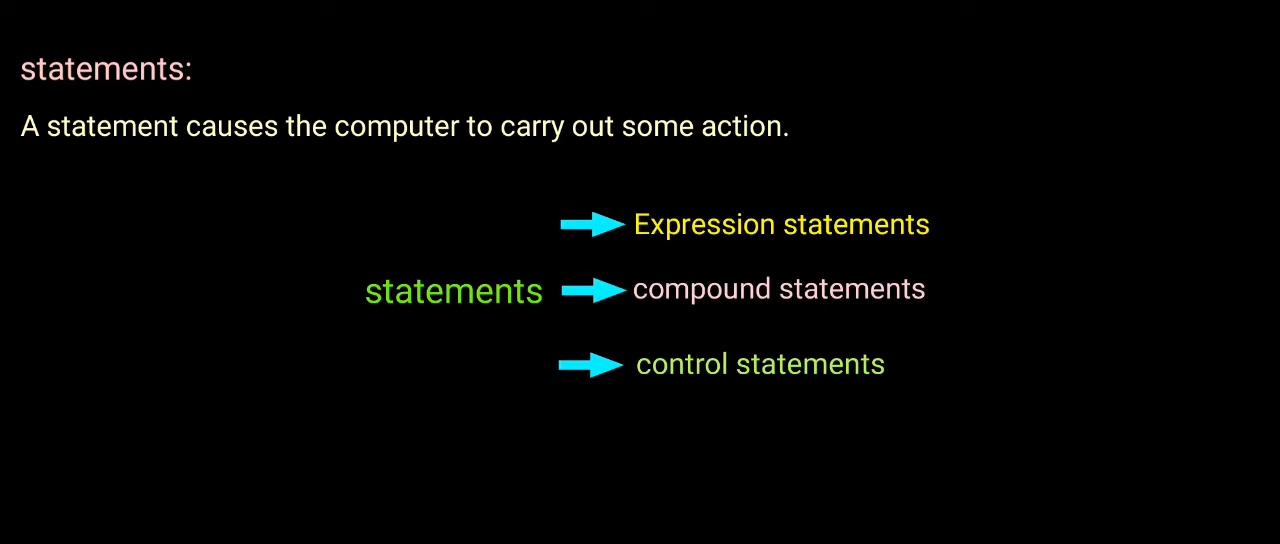 statements:
A statement causes the computer to carry out some action.
Expression statements
statements
compound statements
control statements